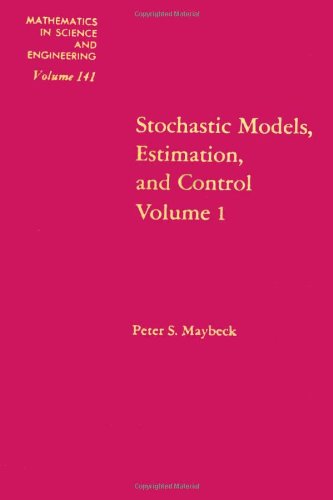 MATHEMATICS
IN SCIENCE
AND
ENGINEERING
Volume 141
Stochastic Models,
Estimation,
and Control
Volume 1
Peter S. Maybeck